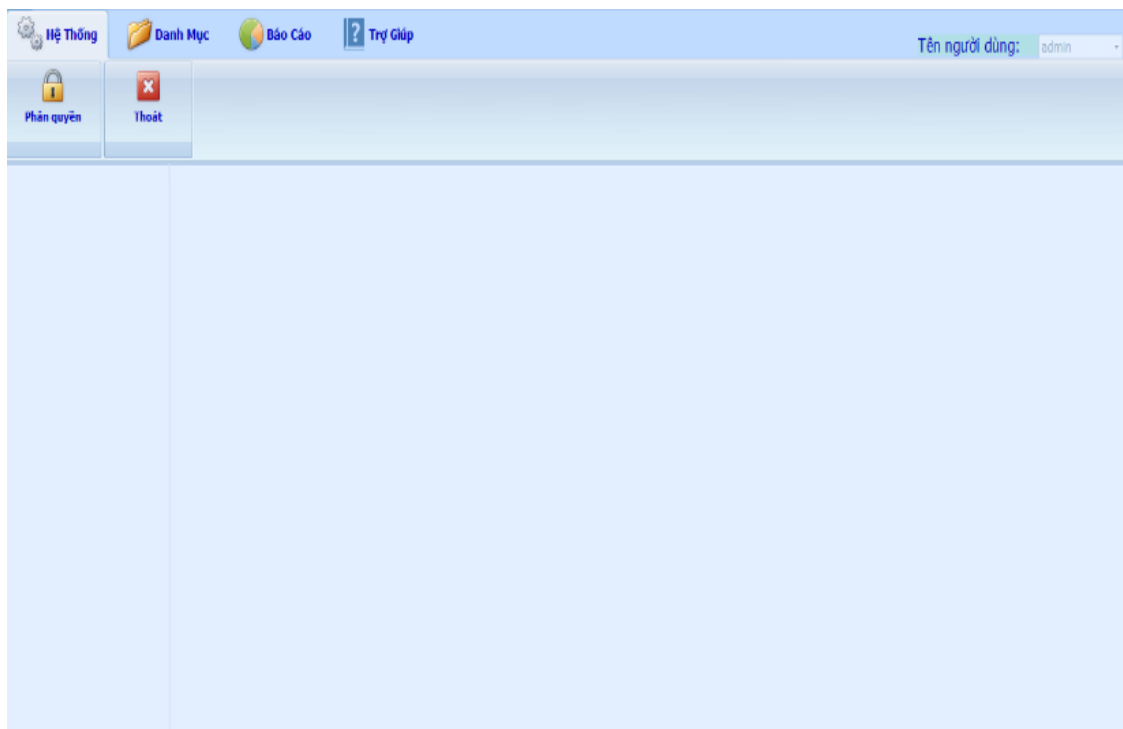 Hệ Thống
Danh Mục
Báo Cáo
Trợ Giúp
Tên người dùng: admin
Phân quyền
Thoát